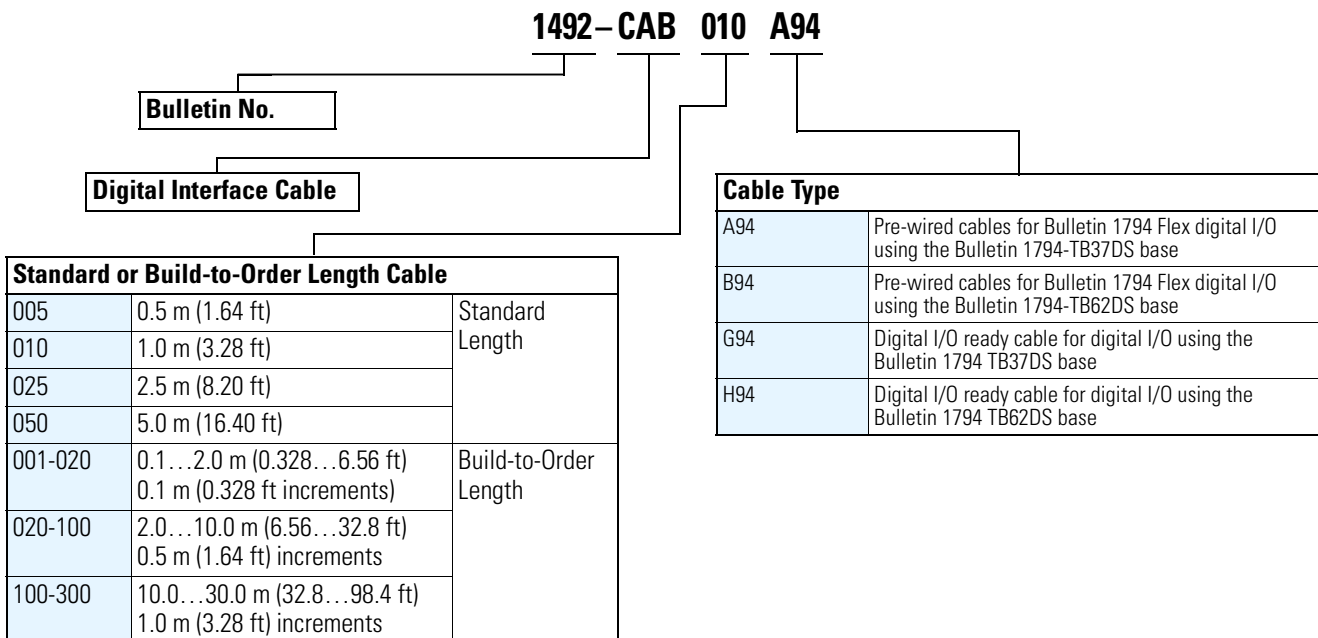 1492–CAB 010 A94
Bulletin No.
Digital Interface Cable
Standard or Build-to-Order Length Cable
005 0.5 m (1.64 ft) Standard
010 1.0 m (3.28 ft) Length
025 2.5 m (8.20 ft)
050 5.0 m (16.40 ft)
001-020 0.1…2.0 m (0.328…6.56 ft) Build-to-Order
0.1 m (0.328 ft increments) Length
020-100 2.0…10.0 m (6.56…32.8 ft)
0.5 m (1.64 ft) increments
100-300 10.0…30.0 m (32.8…98.4 ft)
1.0 m (3.28 ft) increments
Cable Type
A94 Pre-wired cables for Bulletin 1794 Flex digital I/O
using the Bulletin 1794-TB37DS base
B94 Pre-wired cables for Bulletin 1794 Flex digital I/O
using the Bulletin 1794-TB62DS base
G94 Digital I/O ready cable for digital I/O using the
Bulletin 1794 TB37DS base
H94 Digital I/O ready cable for digital I/O using the
Bulletin 1794 TB62DS base